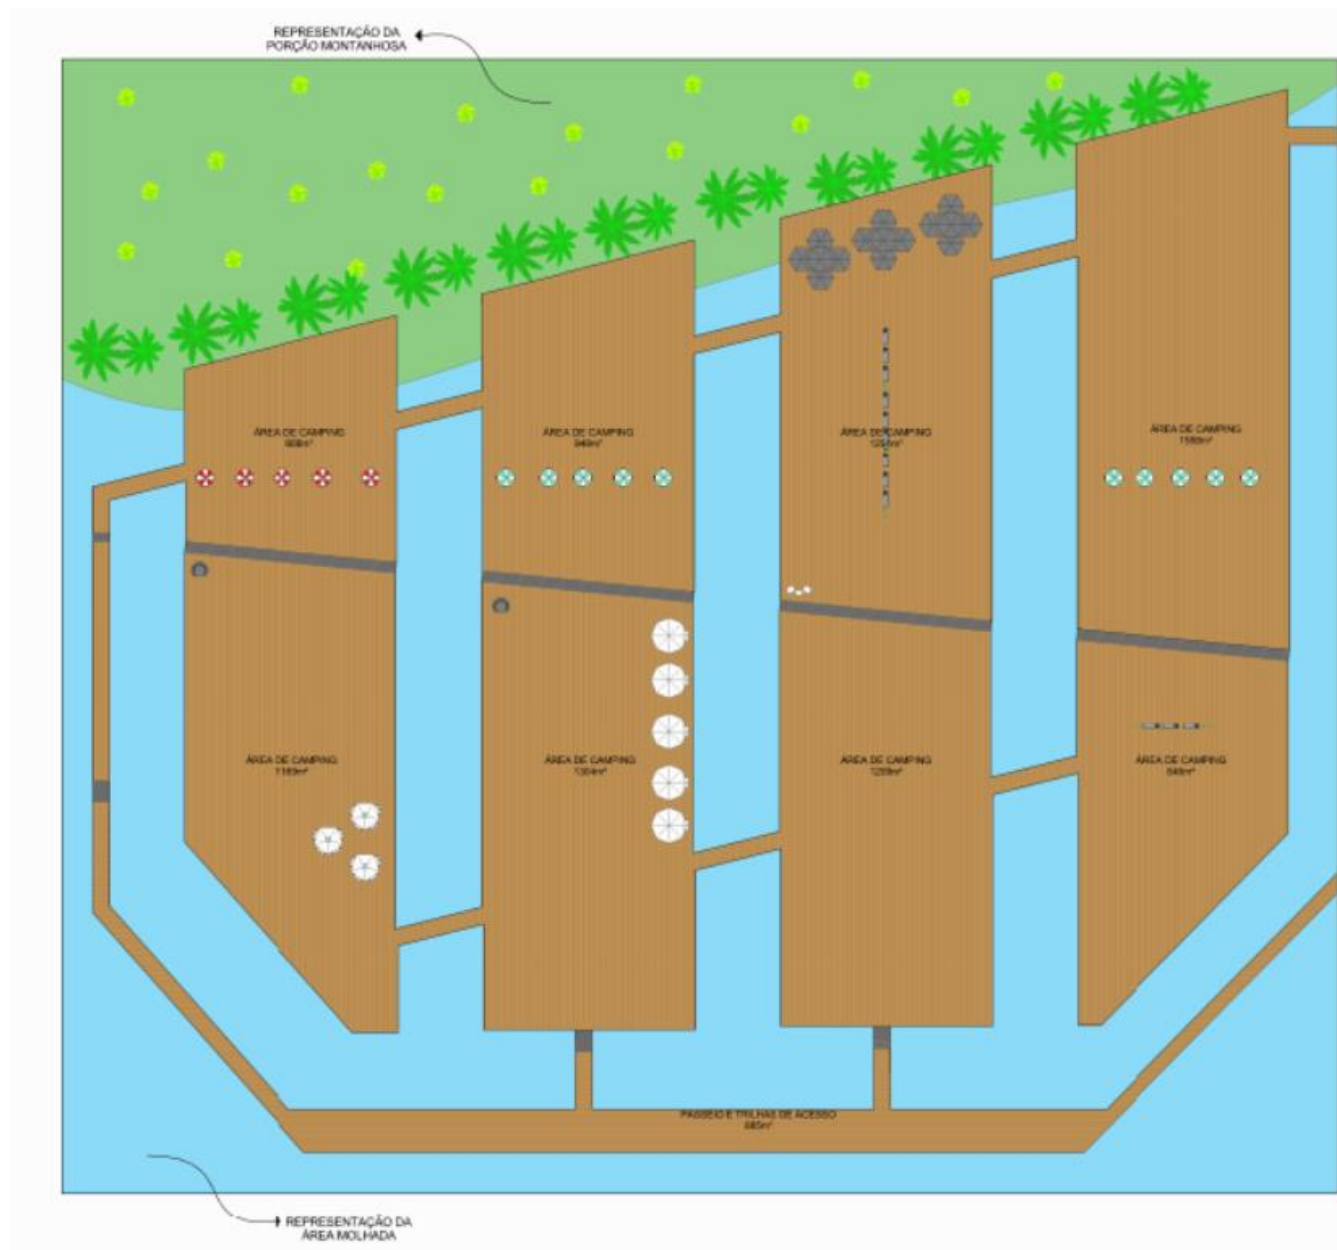 REPRESENTAÇÃO DA
PORÇÃO MONTANHOSA
ÁREA DE CAMPING
ÁREA DE CAMPING
949m²
ÁREA DE CAMPING
ÁREA DE CAMPING
ÁREA DE CAMPING
ÁREA DE CAMPING
ÁREA DE CAMPING
ÁREA DE CAMPING
PASSEIO E TRILHAS DE ACESSO
REPRESENTAÇÃO DA
ÁREA MOLHADA